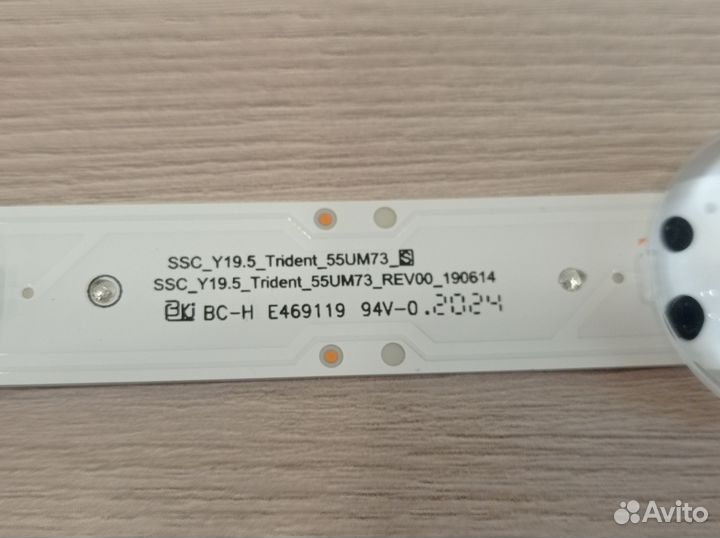 SSC_Y19.5_Trident_55UM73_S
SSC_Y19.5_Trident_55UM73_REV00_190614
BC-H E469119 94V-0.2024
Avito